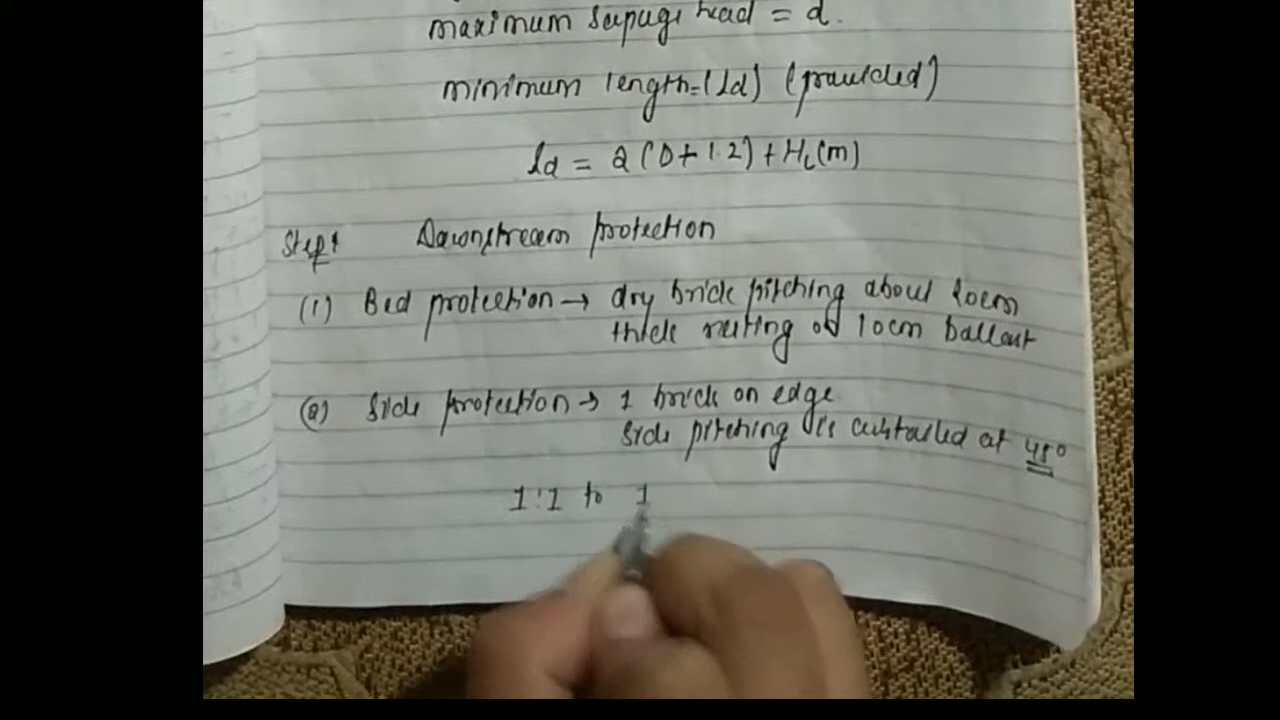 maximum seepage head = d.
minimum length=(Ld) (provided)
Ld = 2(D+1.2)+HL(m)
Step! Downstream protection
(1) Bed protection → dry brick pitching about 20cm
thick resting on 10cm ballast
(2) Side protection → 1 brick on edge
Side pitching is curtailed at 45°
1:1 to 1